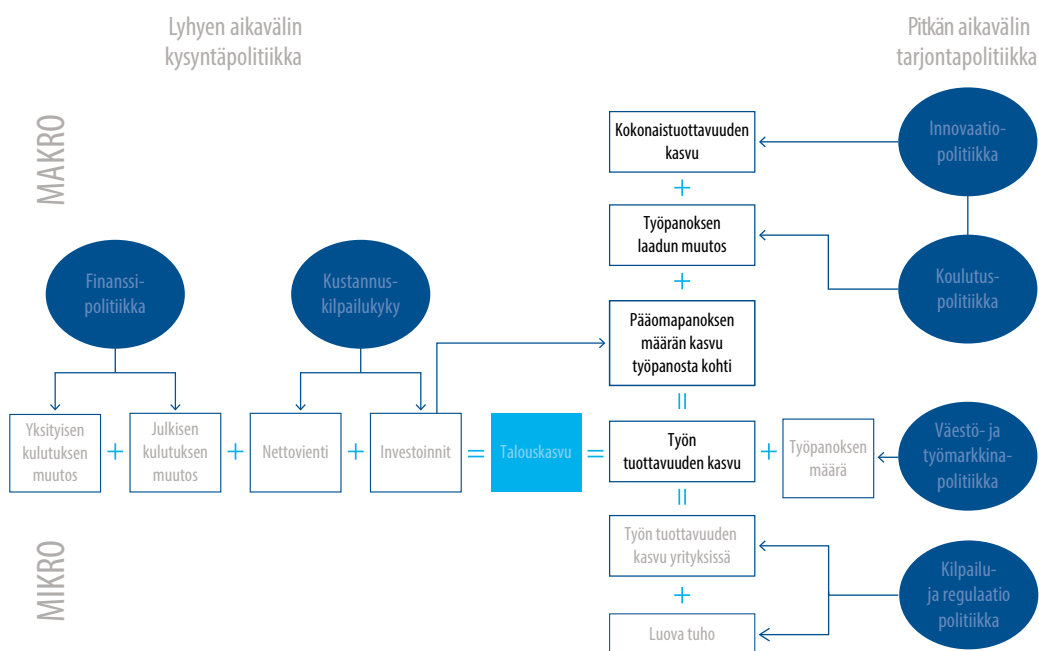 Lyhyen aikavälin
kysyntäpolitiikka
Pitkän aikavälin
tarjontapolitiikka
MAKRO
Kokonaistuottavuuden
kasvu
Innovaatio-
politiikka
+
Työpanoksen
laadun muutos
+
Finanssi-
politiikka
Kustannus-
kilpailukyky
Koulutus-
politiikka
Pääomapanoksen
määrän kasvu
työpanosta kohti
=
Yksityisen
kulutuksen
muutos
+
Julkisen
kulutuksen
muutos
+
Nettovienti
+
Investoinnit
=
Talouskasvu
=
Työn
tuottavuuden kasvu
+
Työpanoksen
määrä
Väestö- ja
työmarkkina-
politiikka
=
MIKRO
Työn tuottavuuden
kasvu yrityksissä
+
Luova tuho
Kilpailu-
ja regulaatio
politiikka